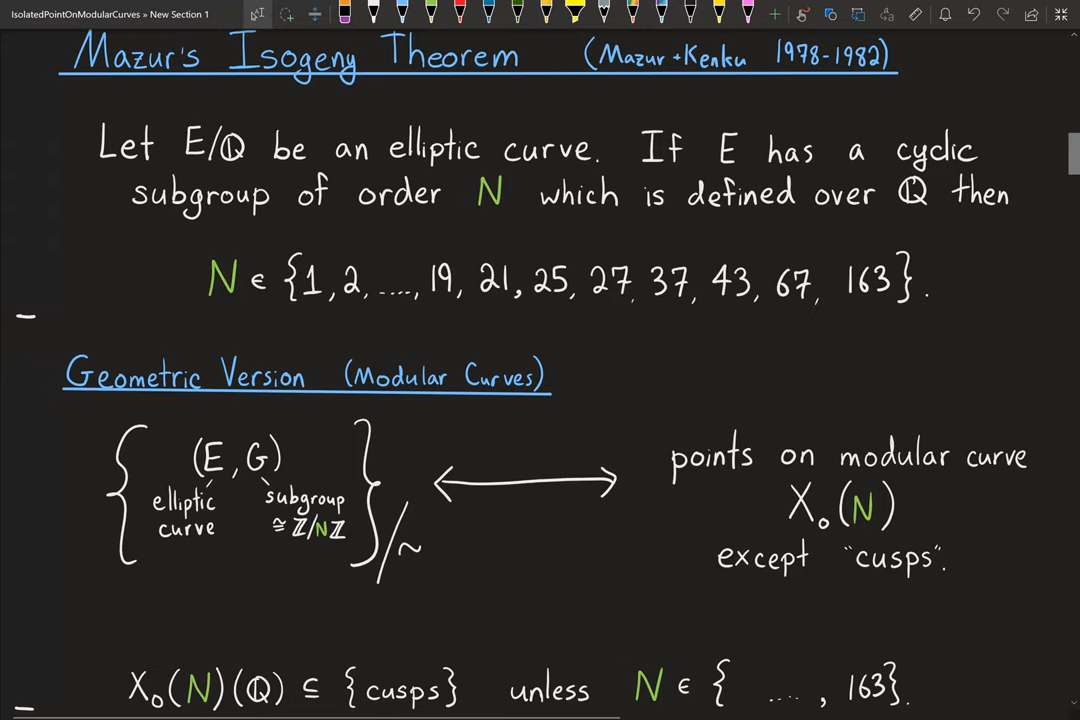 IsolatedPointOnModularCurves » New Section 1
Mazur's Isogeny Theorem (Mazur + Kenku 1978-1982)
Let E/ℚ be an elliptic curve. If E has a cyclic
subgroup of order N which is defined over ℚ then
N ∈ {1, 2, ...., 19, 21, 25, 27, 37, 43, 67, 163}.
Geometric Version (Modular Curves)
{ (E, G) } / ~ ⟷ points on modular curve
elliptic curve
subgroup ≅ ℤ/Nℤ
X₀(N)
except "cusps".
X₀(N)(ℚ) ⊆ {cusps} unless N ∈ { ...., 163}.